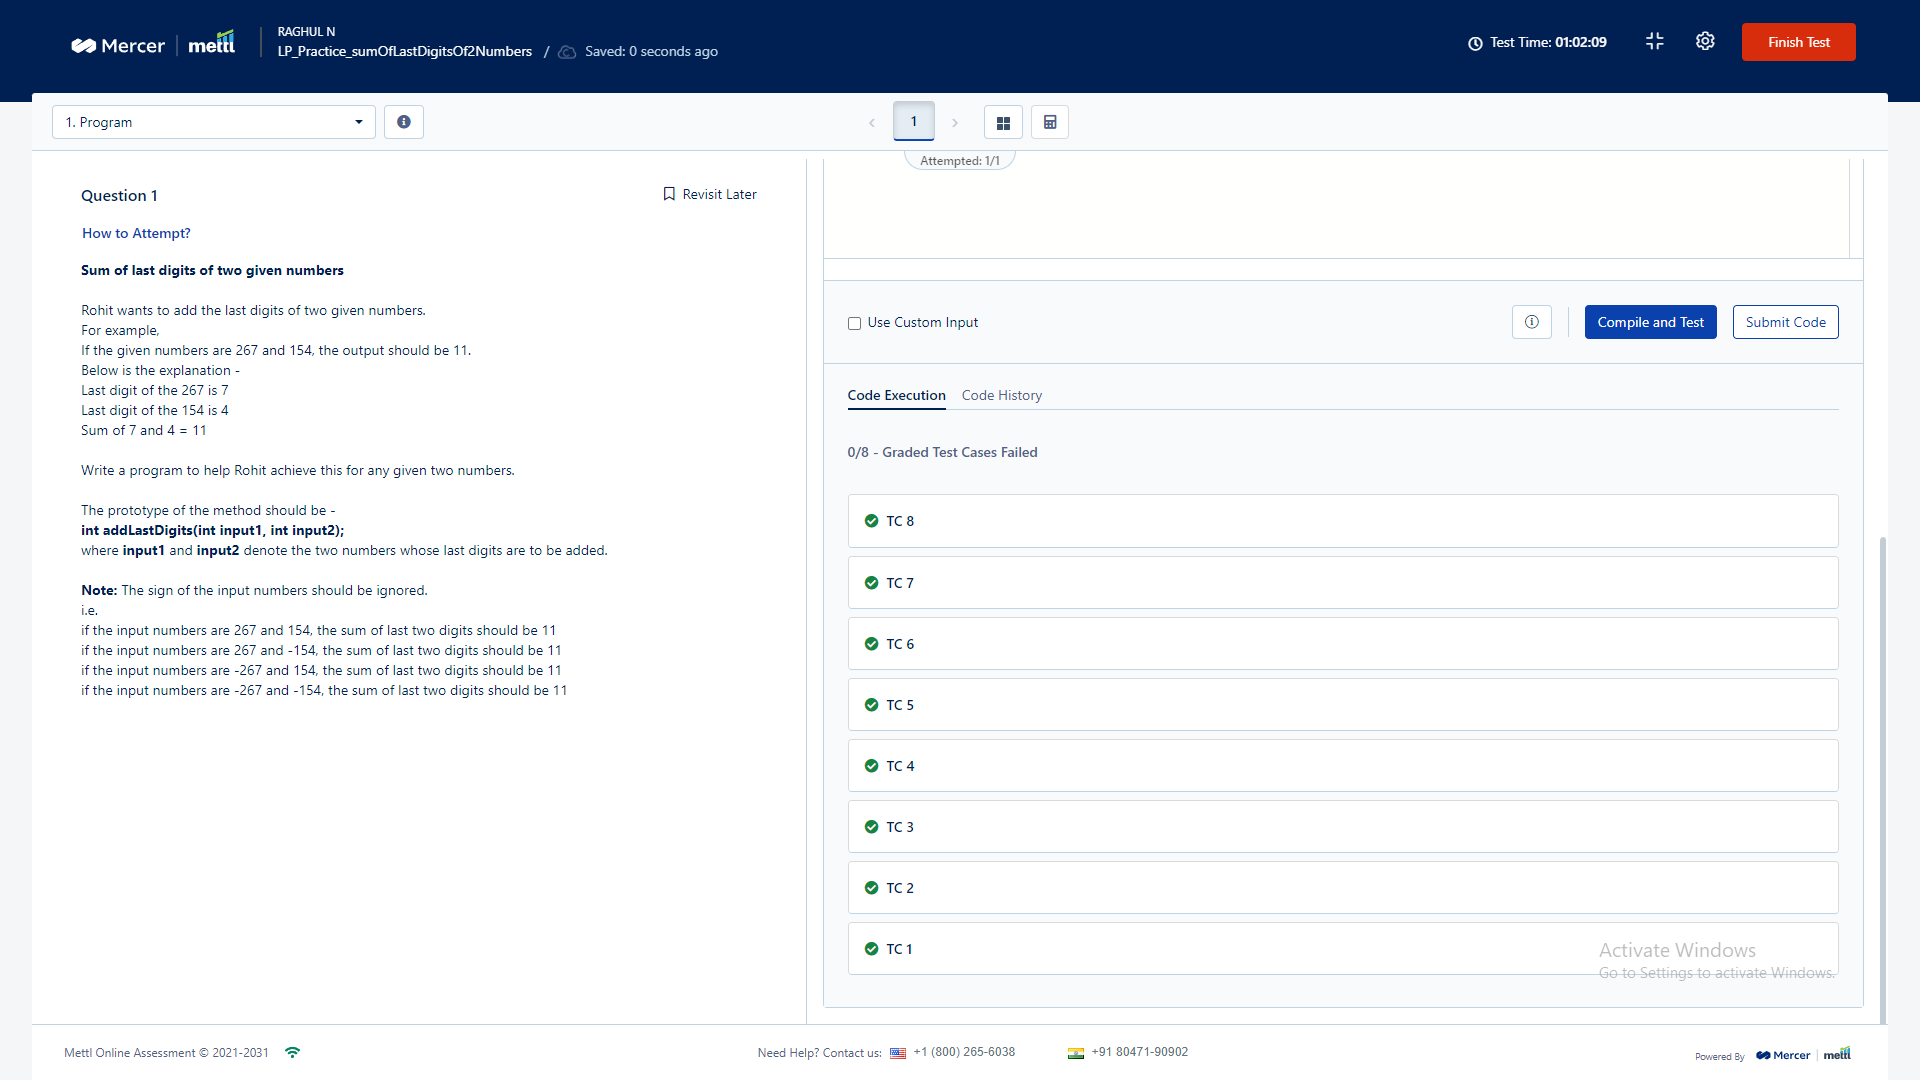 Mercer
mettl
RAGHUL N
LP_Practice_sumOfLastDigitsOf2Numbers / Saved: 0 seconds ago
Test Time: 01:02:09
Finish Test
1. Program
1
Attempted: 1/1
Question 1
Revisit Later
How to Attempt?
Sum of last digits of two given numbers
Rohit wants to add the last digits of two given numbers.
For example,
If the given numbers are 267 and 154, the output should be 11.
Below is the explanation -
Last digit of the 267 is 7
Last digit of the 154 is 4
Sum of 7 and 4 = 11
Write a program to help Rohit achieve this for any given two numbers.
The prototype of the method should be -
int addLastDigits(int input1, int input2);
where input1 and input2 denote the two numbers whose last digits are to be added.
Note: The sign of the input numbers should be ignored.
i.e.
if the input numbers are 267 and 154, the sum of last two digits should be 11
if the input numbers are 267 and -154, the sum of last two digits should be 11
if the input numbers are -267 and 154, the sum of last two digits should be 11
if the input numbers are -267 and -154, the sum of last two digits should be 11
Use Custom Input
Compile and Test
Submit Code
Code Execution
Code History
0/8 - Graded Test Cases Failed
TC 8
TC 7
TC 6
TC 5
TC 4
TC 3
TC 2
TC 1
Activate Windows
Go to Settings to activate Windows.
Mettl Online Assessment © 2021-2031
Need Help? Contact us: +1 (800) 265-6038
+91 80471-90902
Powered By Mercer mettl